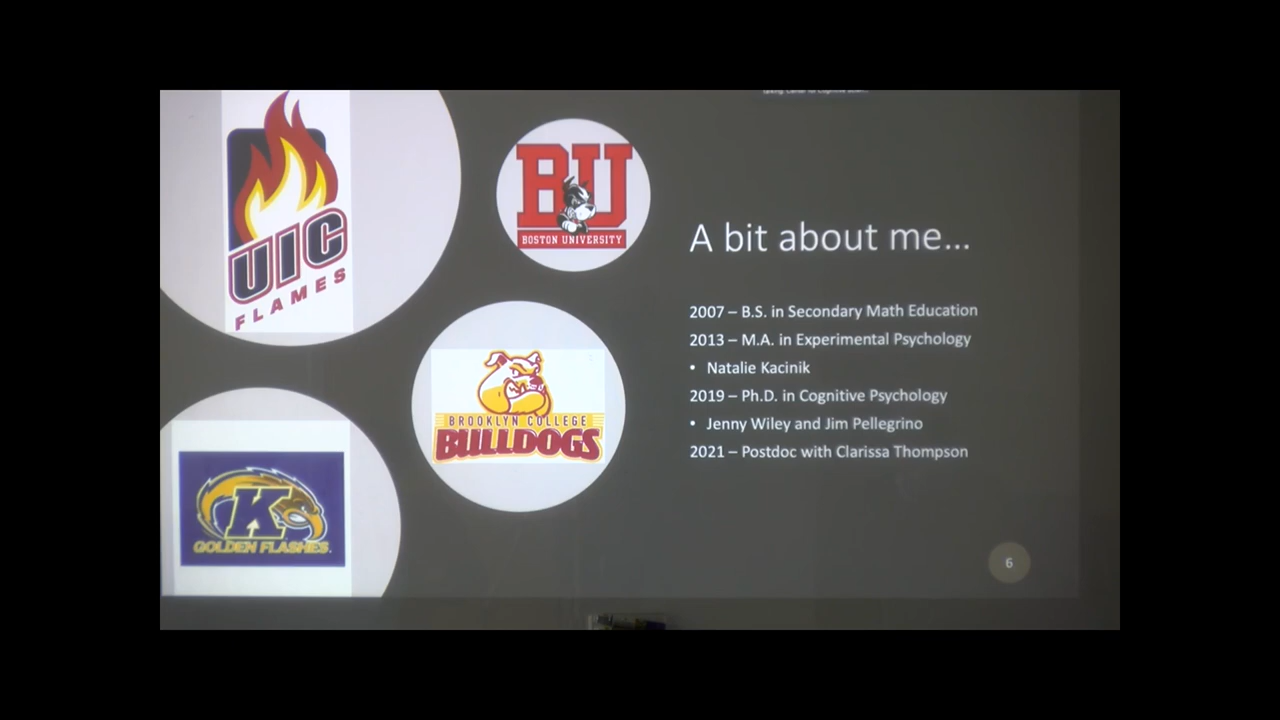 UIC
FLAMES
BU
BOSTON UNIVERSITY
A bit about me...
2007 – B.S. in Secondary Math Education
2013 – M.A. in Experimental Psychology
• Natalie Kacinik
2019 – Ph.D. in Cognitive Psychology
• Jenny Wiley and Jim Pellegrino
2021 – Postdoc with Clarissa Thompson
BROOKLYN COLLEGE
BULLDOGS
K
GOLDEN FLASHES
6